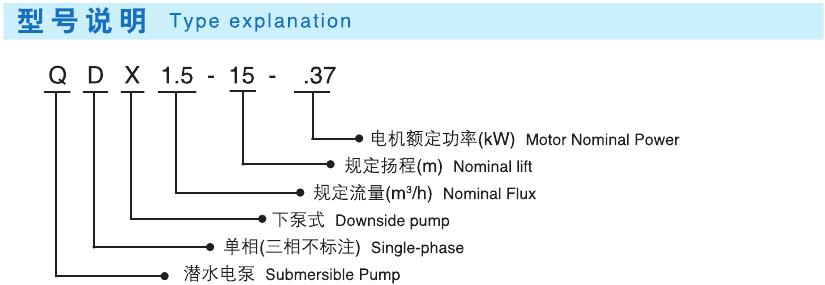 型号说明 Type explanation
Q D X 1.5 - 15 - .37
电机额定功率(kW) Motor Nominal Power
规定扬程(m) Nominal lift
规定流量(m³/h) Nominal Flux
下泵式 Downside pump
单相(三相不标注) Single-phase
潜水电泵 Submersible Pump